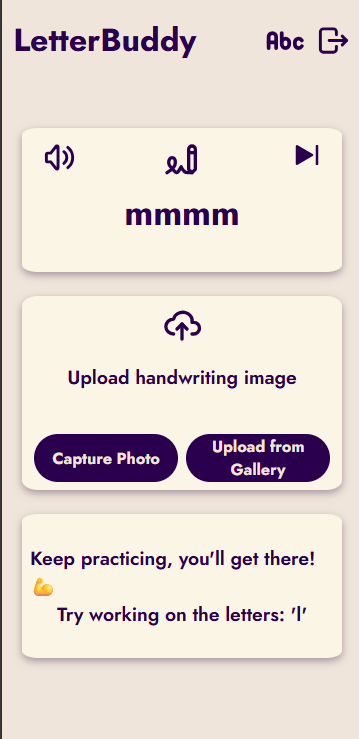 LetterBuddy Abc
mmmm
Upload handwriting image
Capture Photo
Upload from
Gallery
Keep practicing, you'll get there!
💪
Try working on the letters: 'l'